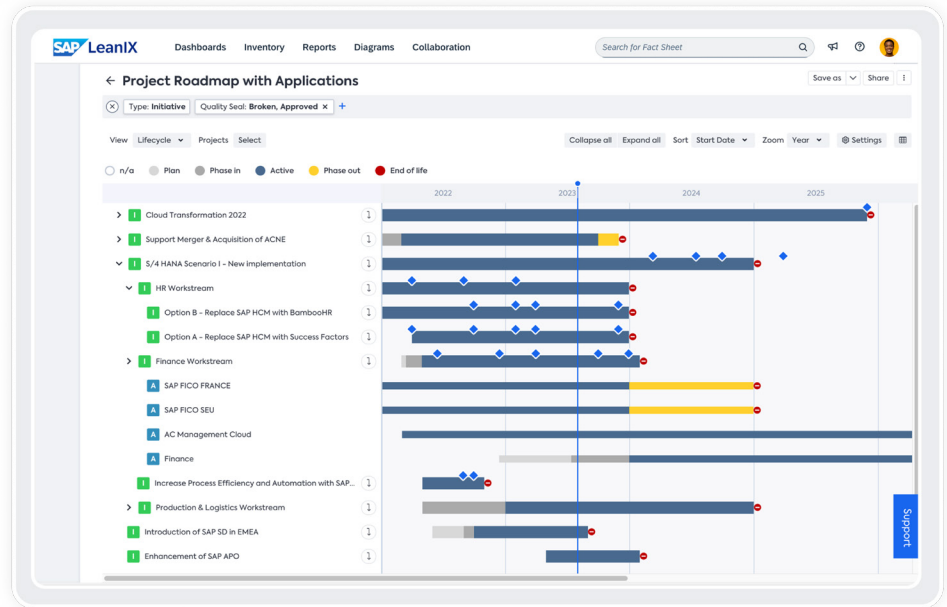 SAP LeanIX Dashboards Inventory Reports Diagrams Collaboration Search for Fact Sheet
← Project Roadmap with Applications Save as Share
Type: Initiative Quality Seal: Broken, Approved × +
View Lifecycle Projects Select Collapse all Expand all Sort Start Date Zoom Year Settings
n/a Plan Phase in Active Phase out End of life
2022 2023 2024 2025
I Cloud Transformation 2022
I Support Merger & Acquisition of ACNE
I S/4 HANA Scenario I - New implementation
I HR Workstream
I Option B - Replace SAP HCM with BambooHR
I Option A - Replace SAP HCM with Success Factors
I Finance Workstream
A SAP FICO FRANCE
A SAP FICO SEU
A AC Management Cloud
A Finance
I Increase Process Efficiency and Automation with SAP...
I Production & Logistics Workstream
I Introduction of SAP SD in EMEA
I Enhancement of SAP APO
Support